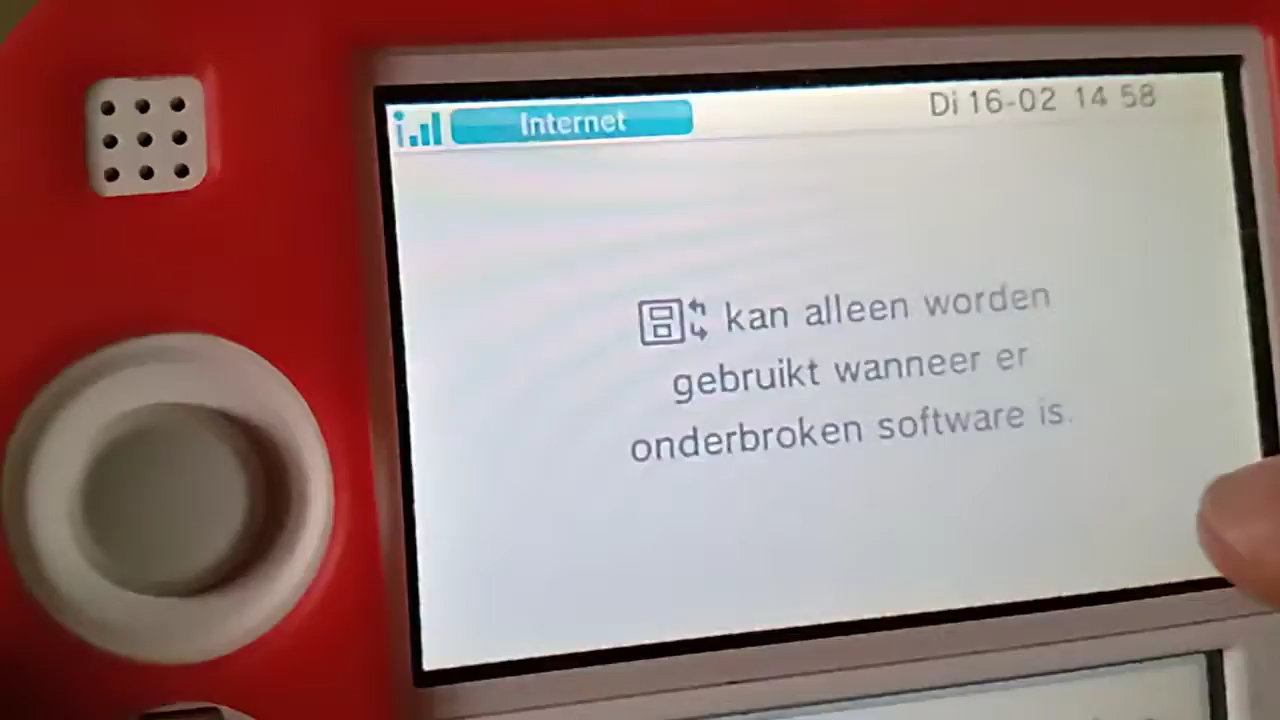 Internet
Di 16-02 14 58
kan alleen worden
gebruikt wanneer er
onderbroken software is.